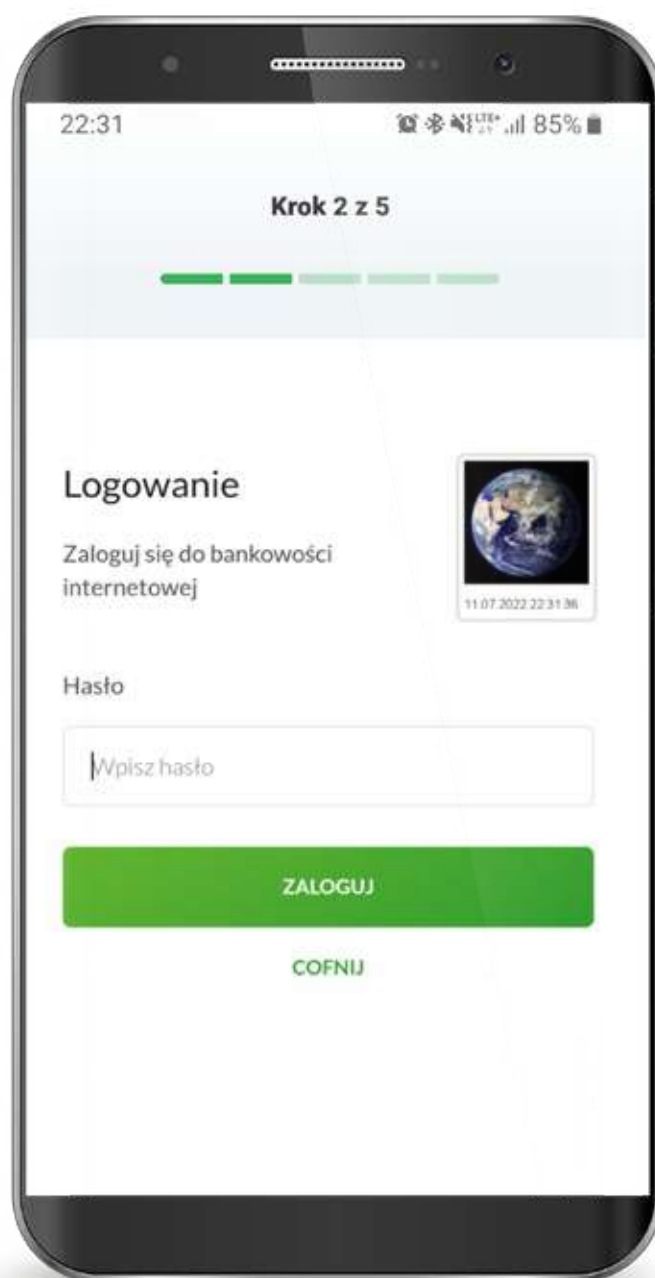 22:31
LTE+ 85%
Krok 2 z 5
Logowanie
Zaloguj się do bankowości
internetowej
11.07.2022 22:31:36
Hasło
Wpisz hasło
ZALOGUJ
COFNIJ